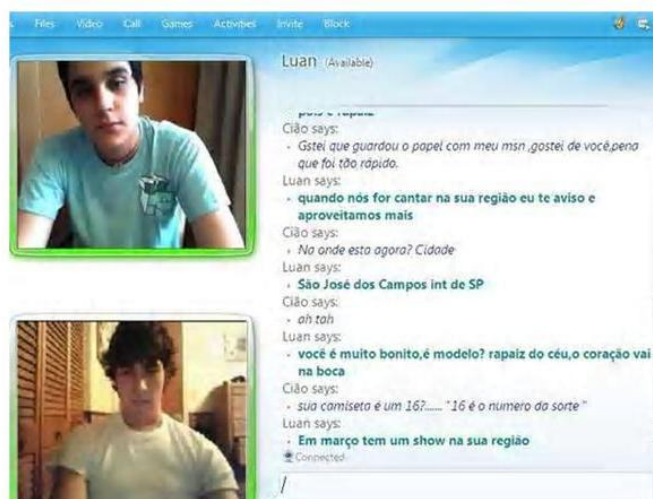 Files Video Call Games Activities Invite Block
Luan (Available)
Cião says:
Gstei que guardou o papel com meu msn ,gostei de você,pena
que foi tão rápido.
Luan says:
quando nós for cantar na sua região eu te aviso e
aproveitamos mais
Cião says:
Na onde esta agora? Cidade
Luan says:
São José dos Campos int de SP
Cião says:
ah tah
Luan says:
você é muito bonito,é modelo? rapaiz do céu,o coração vai
na boca
Cião says:
sua camiseta é um 16?...... "16 é o numero da sorte "
Luan says:
Em março tem um show na sua região
Connected
/